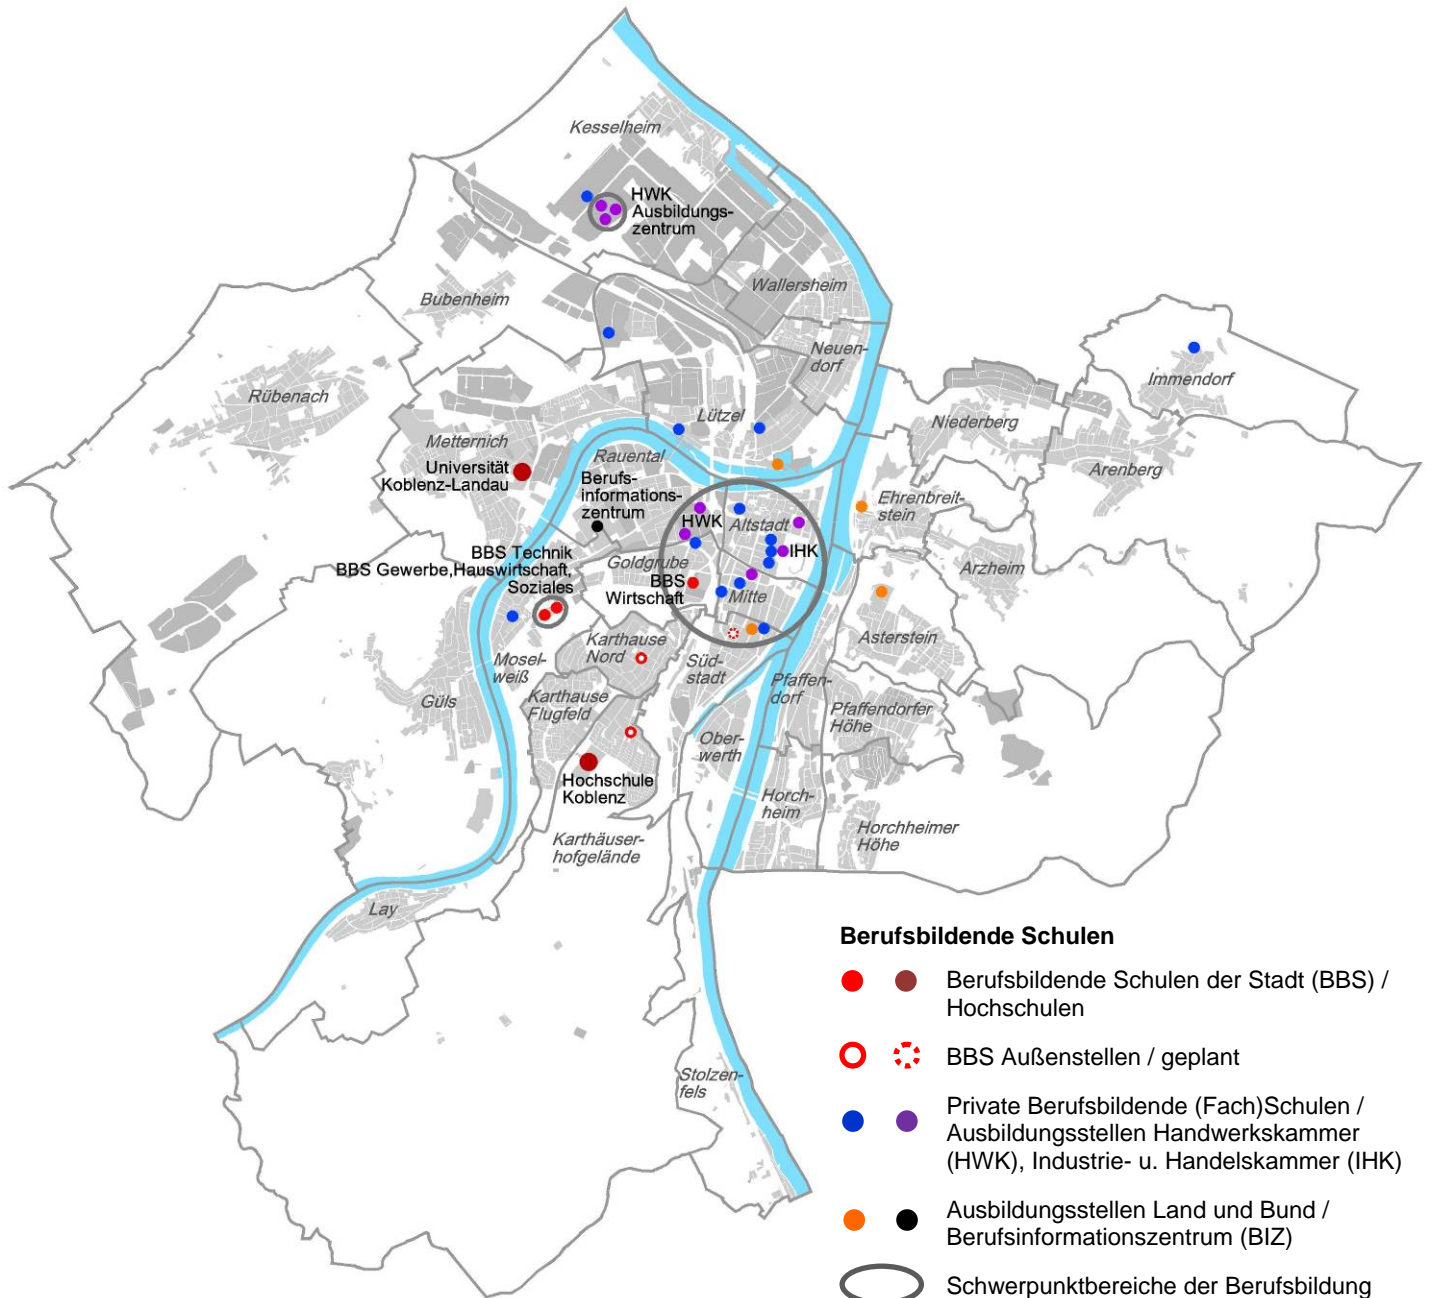 Kesselheim
HWK
Ausbildungs-
zentrum
Wallersheim
Bubenheim
Neuen-
dorf
Immendorf
Rübenach
Lützel
Niederberg
Metternich
Arenberg
Universität
Koblenz-Landau
Rauental
Berufs-
informations-
zentrum
Ehrenbreit-
stein
HWK
Altstadt
IHK
BBS Technik
BBS Gewerbe,Hauswirtschaft,
Soziales
Goldgrube
Arzheim
BBS
Wirtschaft
Mitte
Asterstein
Karthause
Nord
Mosel-
weiß
Süd-
stadt
Pfaffen-
dorf
Güls
Karthause
Flugfeld
Pfaffendorfer
Höhe
Ober-
werth
Hochschule
Koblenz
Horch-
heim
Horchheimer
Höhe
Karthäuser-
hofgelände
Lay
Stolzen-
fels
Berufsbildende Schulen
Berufsbildende Schulen der Stadt (BBS) /
Hochschulen
BBS Außenstellen / geplant
Private Berufsbildende (Fach)Schulen /
Ausbildungsstellen Handwerkskammer
(HWK), Industrie- u. Handelskammer (IHK)
Ausbildungsstellen Land und Bund /
Berufsinformationszentrum (BIZ)
Schwerpunktbereiche der Berufsbildung